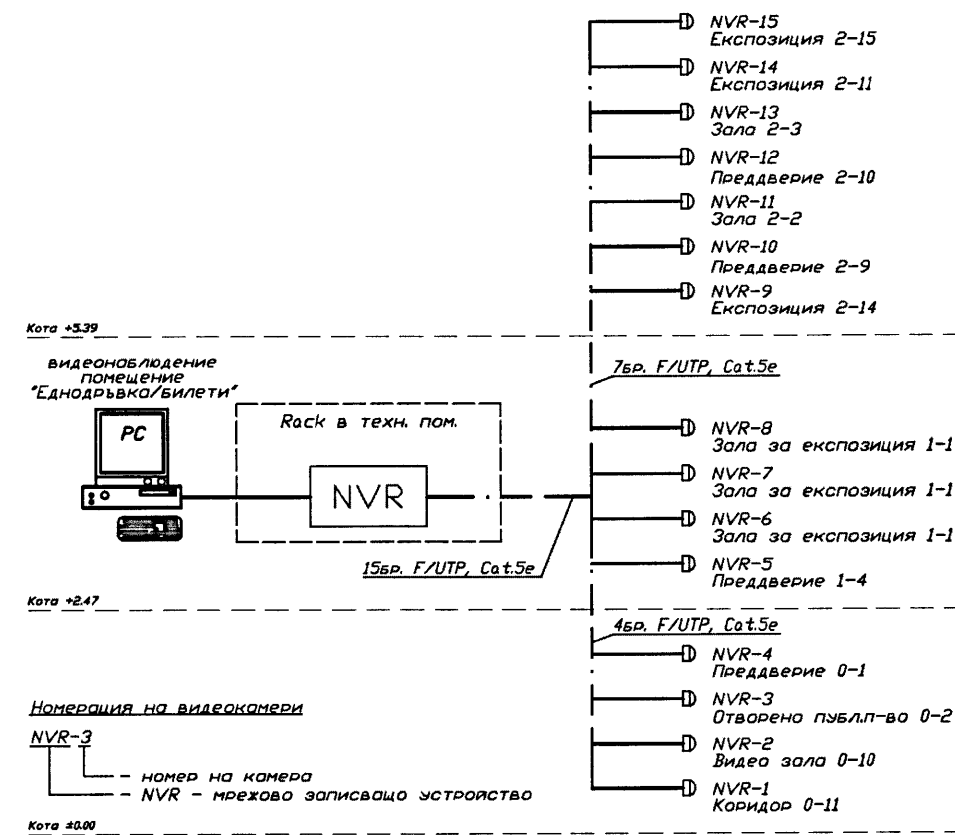 NVR-15
Експозиция 2-15
NVR-14
Експозиция 2-11
NVR-13
Зала 2-3
NVR-12
Преддверие 2-10
NVR-11
Зала 2-2
NVR-10
Преддверие 2-9
NVR-9
Експозиция 2-14
Кота +5.39
видеонаблюдение
помещение
"Еднодръвка/билети"
PC
Rack в техн. пом.
NVR
15бр. F/UTP, Cat.5e
7бр. F/UTP, Cat.5e
NVR-8
Зала за експозиция 1-1
NVR-7
Зала за експозиция 1-1
NVR-6
Зала за експозиция 1-1
NVR-5
Преддверие 1-4
Кота +2.47
4бр. F/UTP, Cat.5e
NVR-4
Преддверие 0-1
NVR-3
Отворено публ.п-во 0-2
NVR-2
Видео зала 0-10
NVR-1
Коридор 0-11
Номерация на видеокамери
NVR-3
- номер на камера
- NVR - мрежово записващо устройство
Кота ±0.00